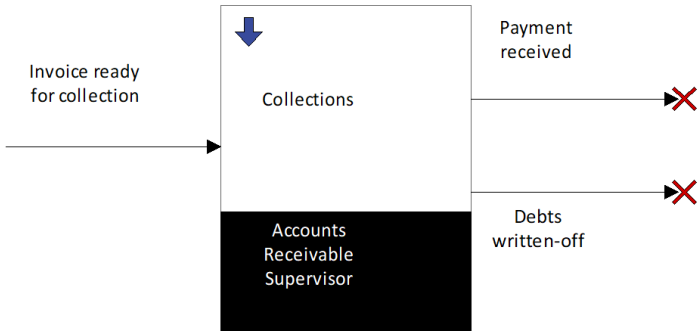 Invoice ready
for collection
Collections
Accounts
Receivable
Supervisor
Payment
received
Debts
written-off